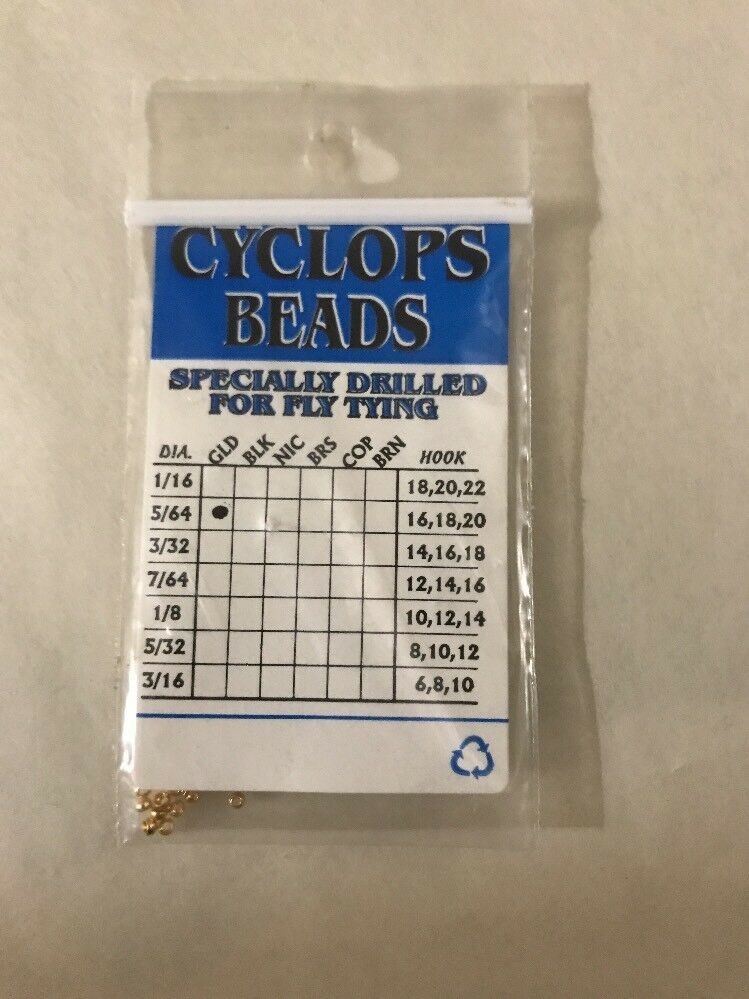 CYCLOPS
BEADS
SPECIALLY DRILLED
FOR FLY TYING
DIA. GLD BLK NIC BRS COP BRN HOOK
1/16 18,20,22
5/64 16,18,20
3/32 14,16,18
7/64 12,14,16
1/8 10,12,14
5/32 8,10,12
3/16 6,8,10